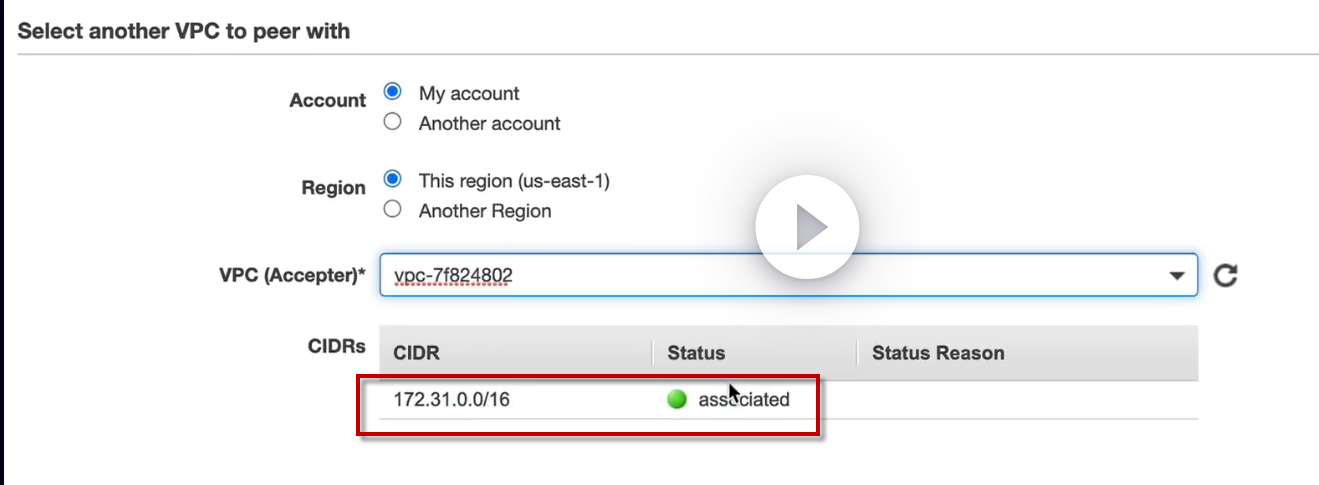 Select another VPC to peer with
Account My account
Another account
Region This region (us-east-1)
Another Region
VPC (Accepter)* vpc-7f824802
CIDRs CIDR Status Status Reason
172.31.0.0/16 associated